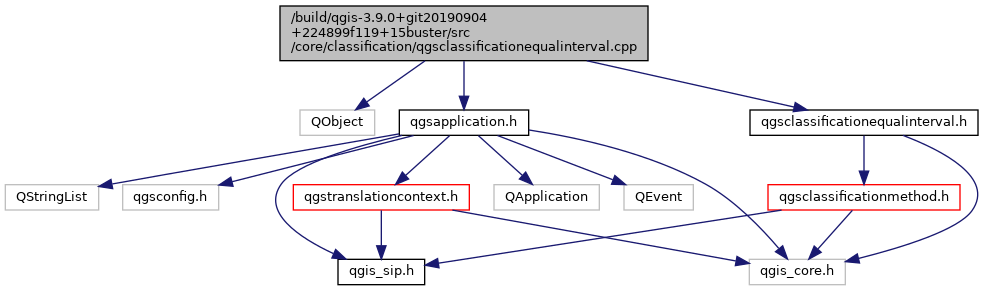 /build/qgis-3.9.0+git20190904
+224899f119+15buster/src
/core/classification/qgsclassificationequalinterval.cpp
QObject
qgsapplication.h
qgsclassificationequalinterval.h
QStringList
qgsconfig.h
qgstranslationcontext.h
QApplication
QEvent
qgsclassificationmethod.h
qgis_sip.h
qgis_core.h